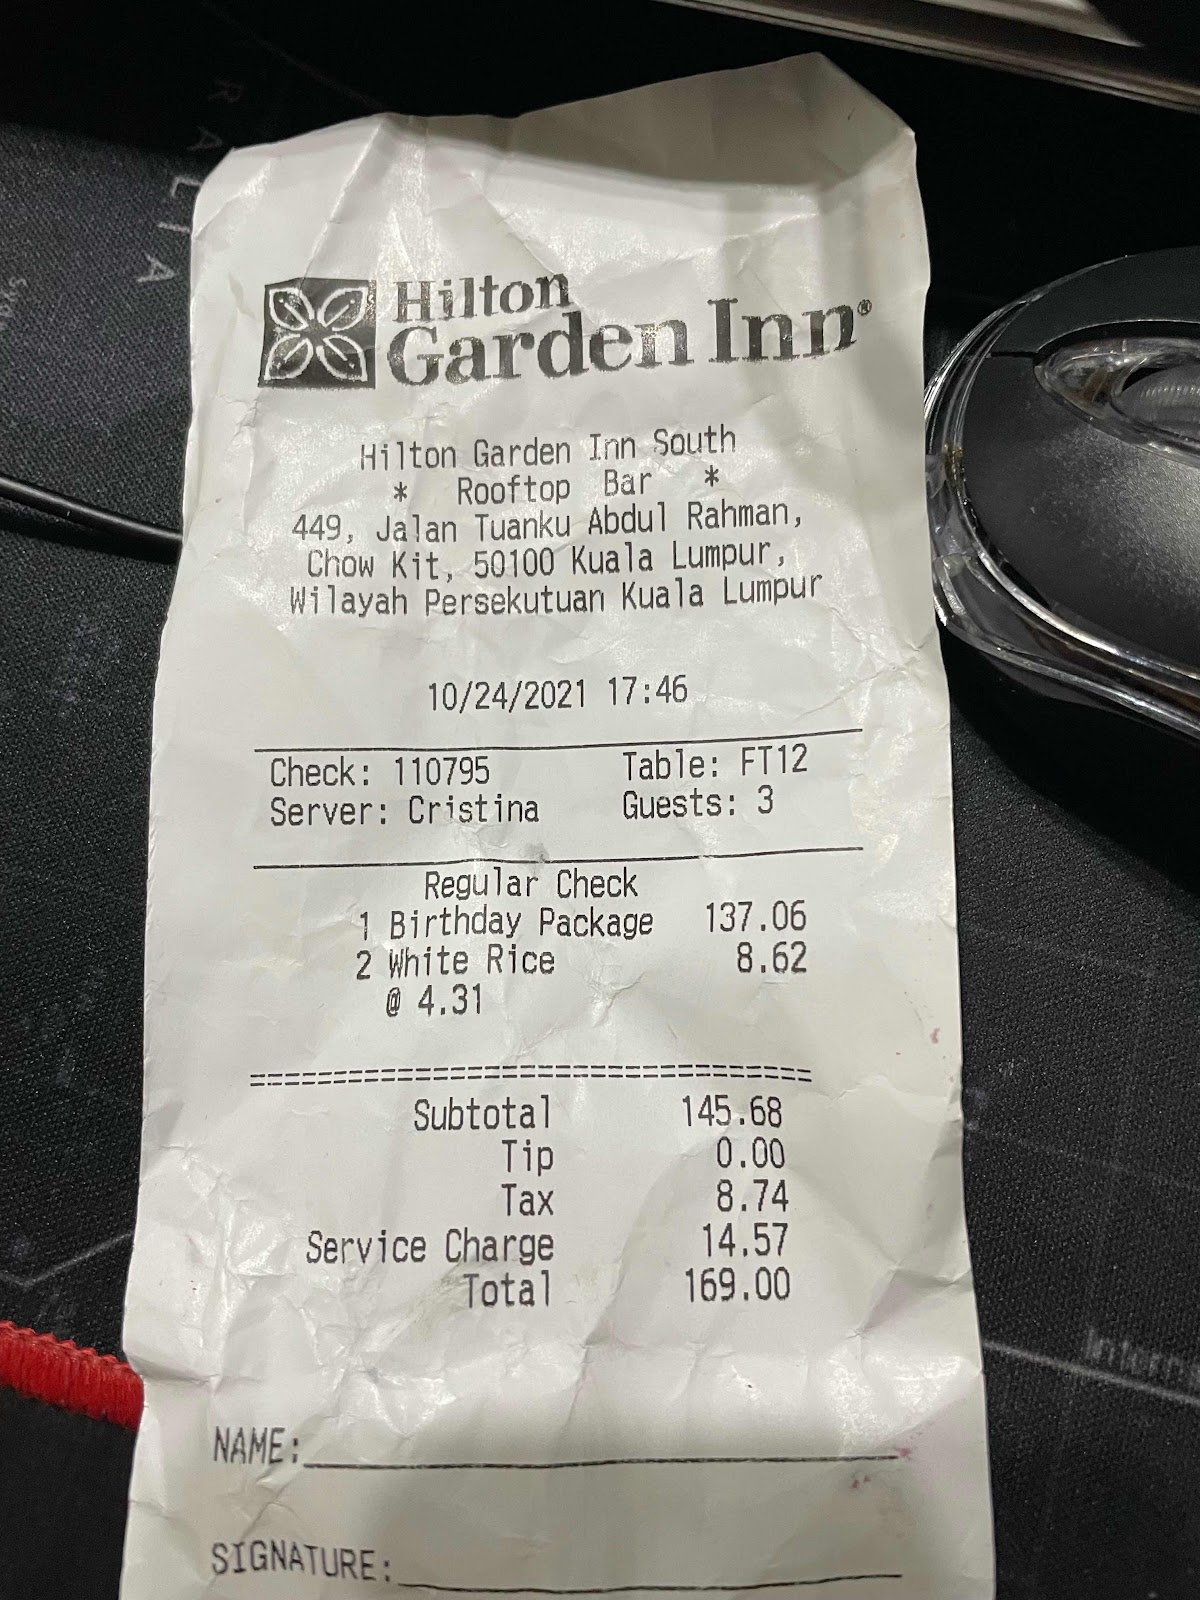 Hilton
Garden Inn®
Hilton Garden Inn South
* Rooftop Bar *
449, Jalan Tuanku Abdul Rahman,
Chow Kit, 50100 Kuala Lumpur,
Wilayah Persekutuan Kuala Lumpur
10/24/2021 17:46
Check: 110795 Table: FT12
Server: Cristina Guests: 3
Regular Check
1 Birthday Package 137.06
2 White Rice 8.62
@ 4.31
================================
Subtotal 145.68
Tip 0.00
Tax 8.74
Service Charge 14.57
Total 169.00
NAME:
SIGNATURE: